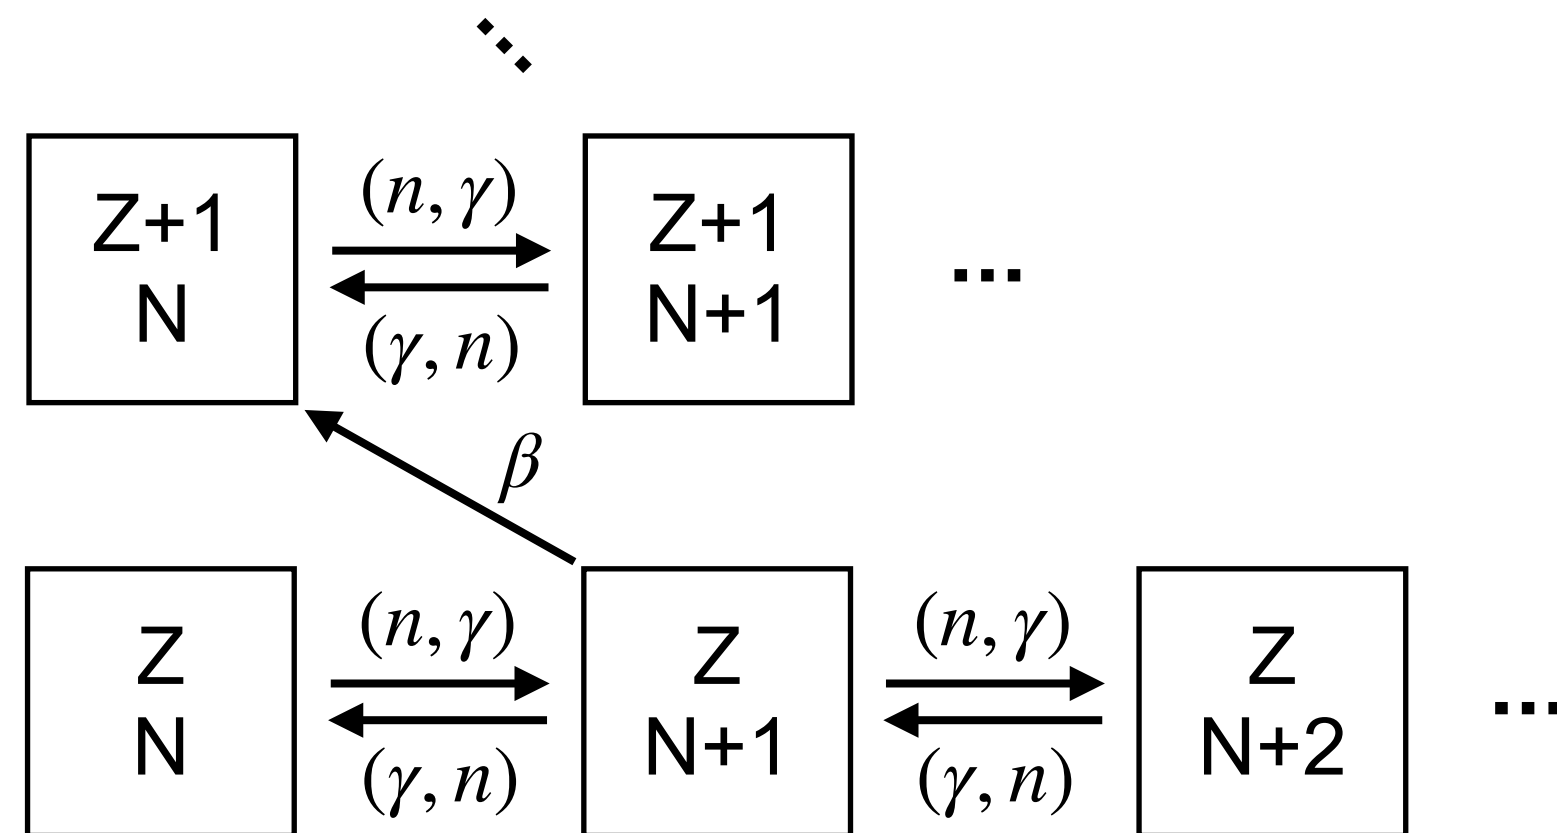 (n, γ)
Z+1
N
Z+1
N+1
...
(γ, n)
β
(n, γ)
(n, γ)
Z
N
Z
N+1
Z
N+2
...
(γ, n)
(γ, n)